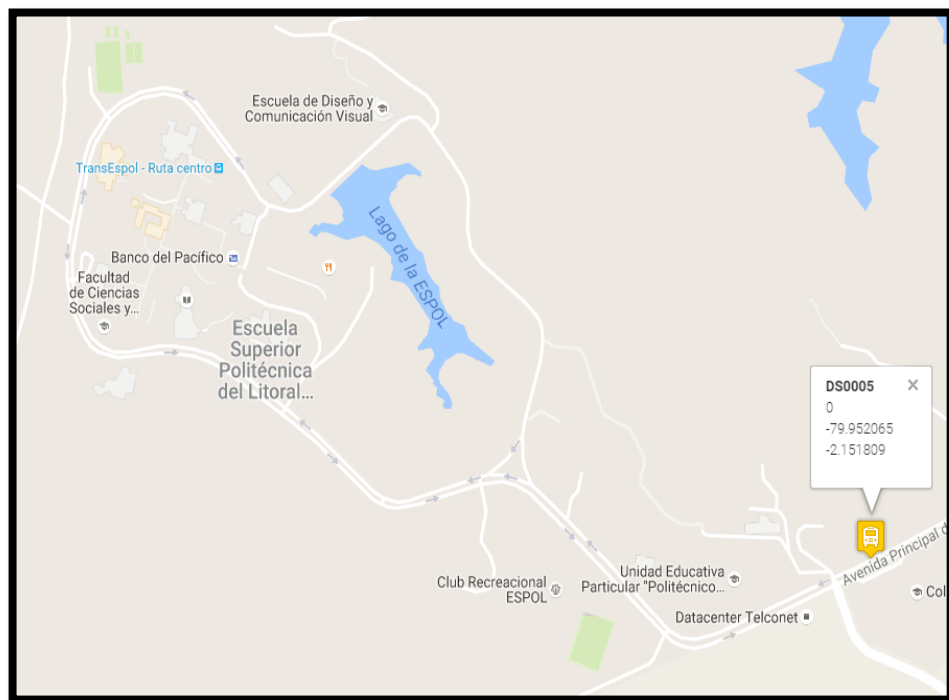 Escuela de Diseño y
Comunicación Visual
TransEspol - Ruta centro
Lago de la ESPOL
Banco del Pacífico
Facultad
de Ciencias
Sociales y...
Escuela
Superior
Politécnica
del Litoral...
DS0005
0
-79.952065
-2.151809
Avenida Principal d
Unidad Educativa
Particular "Politécnico...
Club Recreacional
ESPOL
Col
Datacenter Telconet